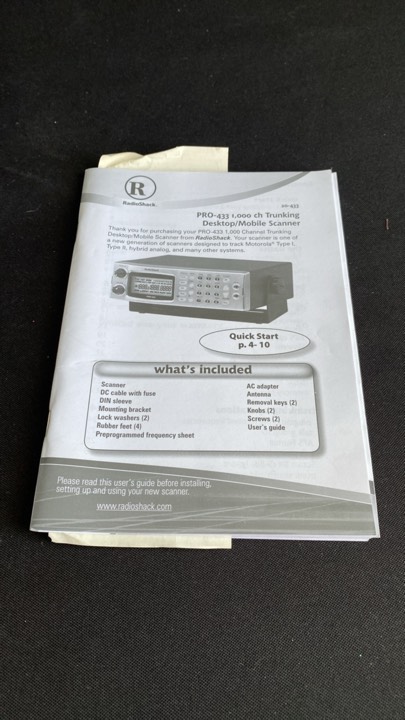 R
RadioShack.
20-433
PRO-433 1,000 ch Trunking
Desktop/Mobile Scanner
Thank you for purchasing your PRO-433 1,000 Channel Trunking
Desktop/Mobile Scanner from RadioShack. Your scanner is one of
a new generation of scanners designed to track Motorola® Type I,
Type II, hybrid analog, and many other systems.
Quick Start
p. 4- 10
what's included
Scanner
DC cable with fuse
DIN sleeve
Mounting bracket
Lock washers (2)
Rubber feet (4)
Preprogrammed frequency sheet
AC adapter
Antenna
Removal keys (2)
Knobs (2)
Screws (2)
User's guide
Please read this user's guide before installing,
setting up and using your new scanner.
www.radioshack.com